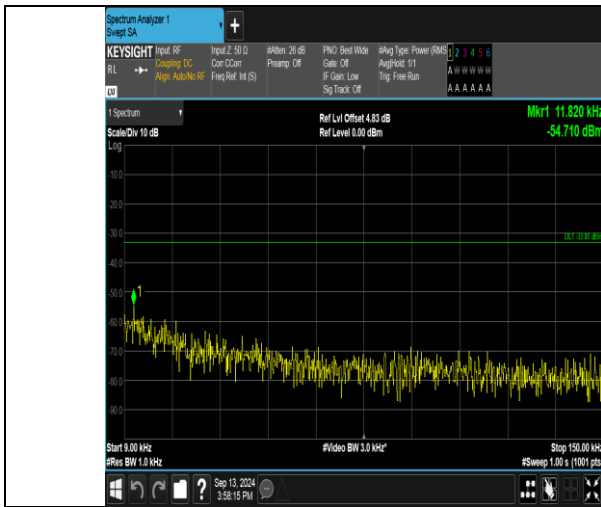 Spectrum Analyzer 1
Swept SA
KEYSIGHT Input: RF Input Z: 50 Ω #Atten: 26 dB PNO: Best Wide #Avg Type: Power (RMS 1 2 3 4 5 6
RL Coupling: DC Corr CCorr Preamp: Off Gate: Off Avg|Hold: 1/1 A W W W W W
Align: Auto/No RF Freq Ref: Int (S) IF Gain: Low Trig: Free Run
Sig Track: Off A A A A A A
LXI
1 Spectrum Ref Lvl Offset 4.83 dB Mkr1 11.820 kHz
Scale/Div 10 dB Ref Level 0.00 dBm -54.710 dBm
Log
-10.0
-20.0
-30.0 DL1 -33.00 dBm
-40.0
-50.0 1
-60.0
-70.0
-80.0
-90.0
Start 9.00 kHz #Video BW 3.0 kHz* Stop 150.00 kHz
#Res BW 1.0 kHz #Sweep 1.00 s (1001 pts
? Sep 13, 2024
3:58:15 PM